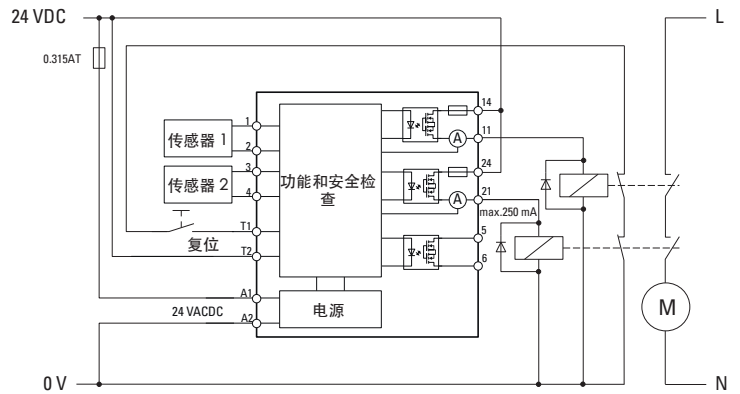 24 VDC
L
0.315AT
14
1
传感器 1
11
A
2
24
3
传感器 2
功能和安全检
查
4
A
21
max.250 mA
T1
5
复位
T2
6
A1
24 VACDC
电源
A2
M
0 V
N